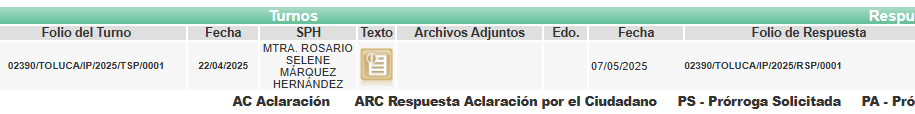 Turnos Respu
Folio del Turno Fecha SPH Texto Archivos Adjuntos Edo. Fecha Folio de Respuesta
02390/TOLUCA/IP/2025/TSP/0001 22/04/2025 MTRA. ROSARIO
SELENE
MÁRQUEZ
HERNÁNDEZ
07/05/2025 02390/TOLUCA/IP/2025/RSP/0001
AC Aclaración ARC Respuesta Aclaración por el Ciudadano PS - Prórroga Solicitada PA - Pró